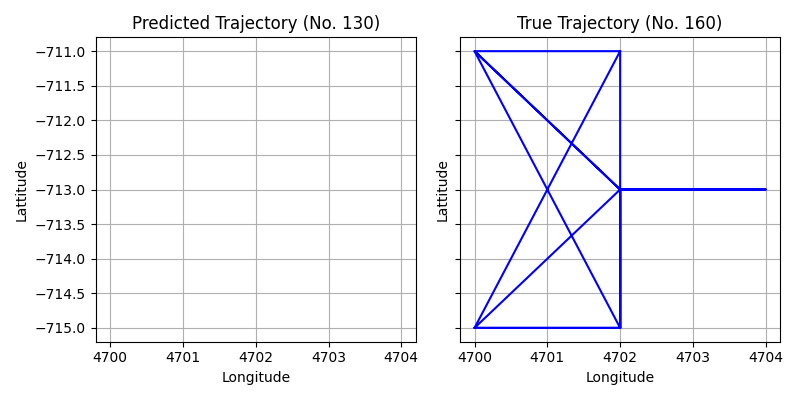 Predicted Trajectory (No. 130)
True Trajectory (No. 160)
−711.0
−711.5
−712.0
−712.5
−713.0
−713.5
−714.0
−714.5
−715.0
Lattitude
Lattitude
4700 4701 4702 4703 4704
4700 4701 4702 4703 4704
Longitude
Longitude